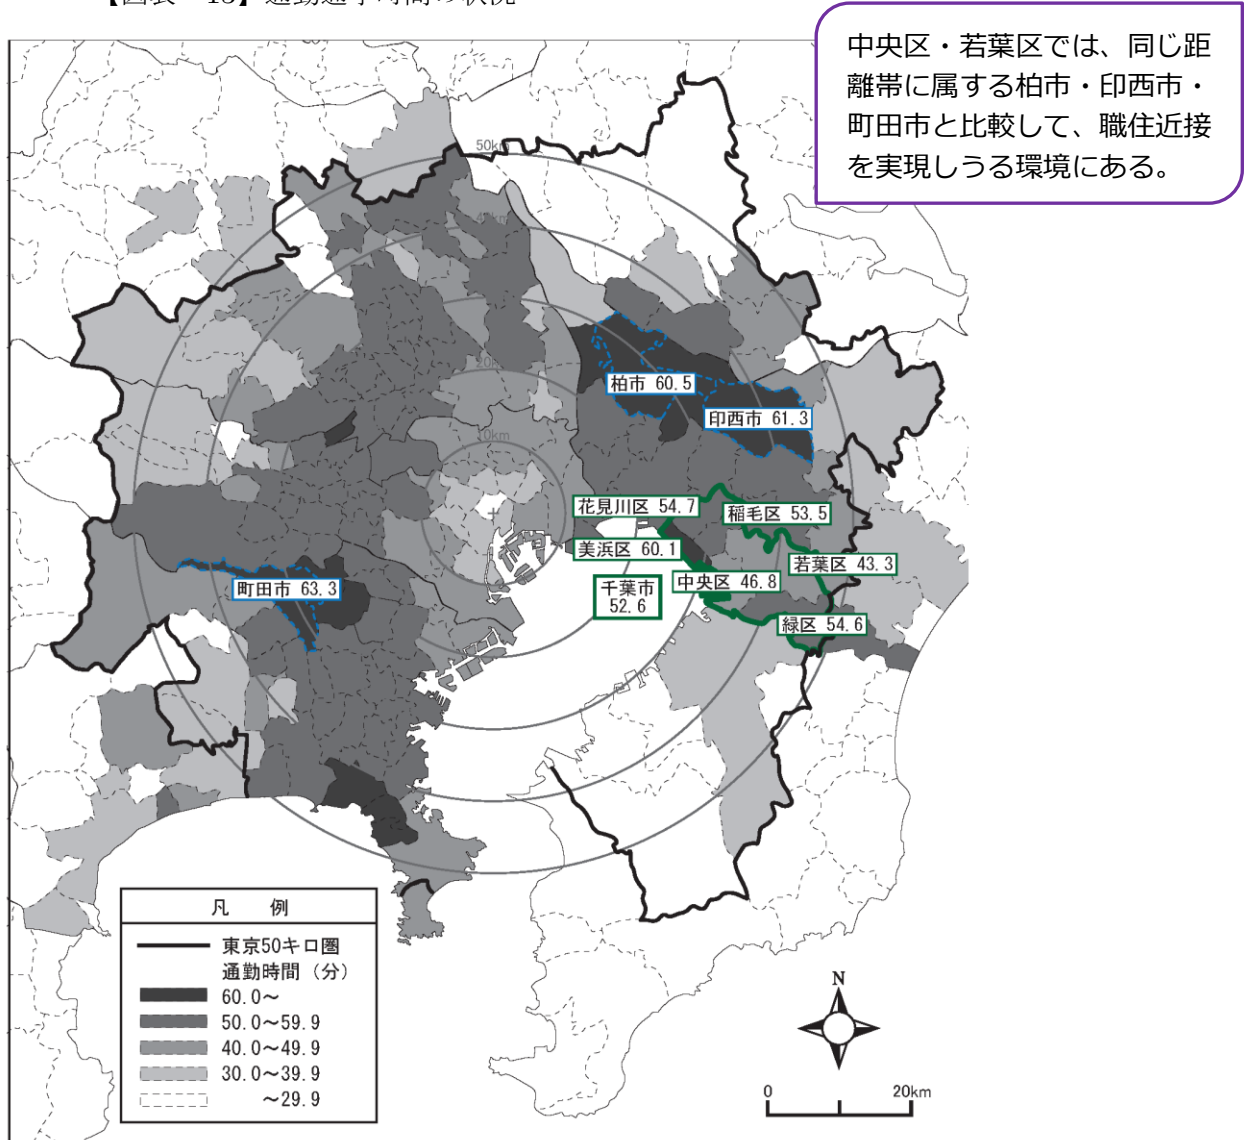 中央区・若葉区では、同じ距
離帯に属する柏市・印西市・
町田市と比較して、職住近接
を実現しうる環境にある。
50km
20km
10km
柏市 60.5
印西市 61.3
花見川区 54.7
稲毛区 53.5
美浜区 60.1
若葉区 43.3
中央区 46.8
町田市 63.3
千葉市
52.6
緑区 54.6
凡 例
東京50キロ圏
通勤時間（分）
60.0～
50.0～59.9
40.0～49.9
30.0～39.9
～29.9
N
0 20km